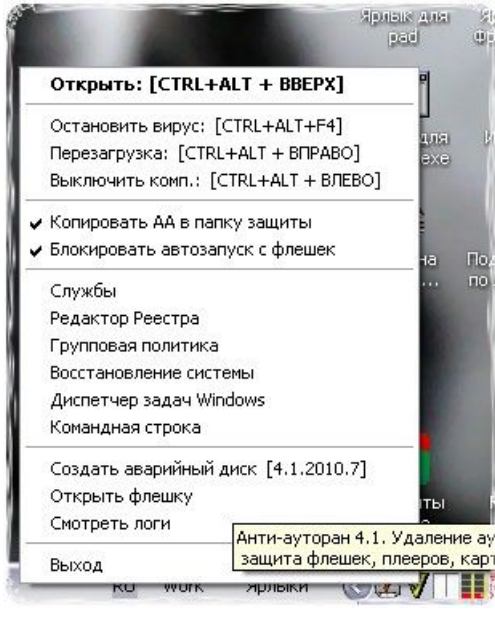 Ярлык для
pad
Открыть: [CTRL+ALT + ВВЕРХ]
Остановить вирус: [CTRL+ALT+F4]
Перезагрузка: [CTRL+ALT + ВПРАВО]
Выключить комп.: [CTRL+ALT + ВЛЕВО]
Копировать АА в папку защиты
Блокировать автозапуск с флешек
Службы
Редактор Реестра
Групповая политика
Восстановление системы
Диспетчер задач Windows
Командная строка
Создать аварийный диск [4.1.2010.7]
Открыть флешку
Смотреть логи
Выход
Анти-ауторан 4.1. Удаление ау
защита флешек, плееров, карт
RU Work Ярлыки